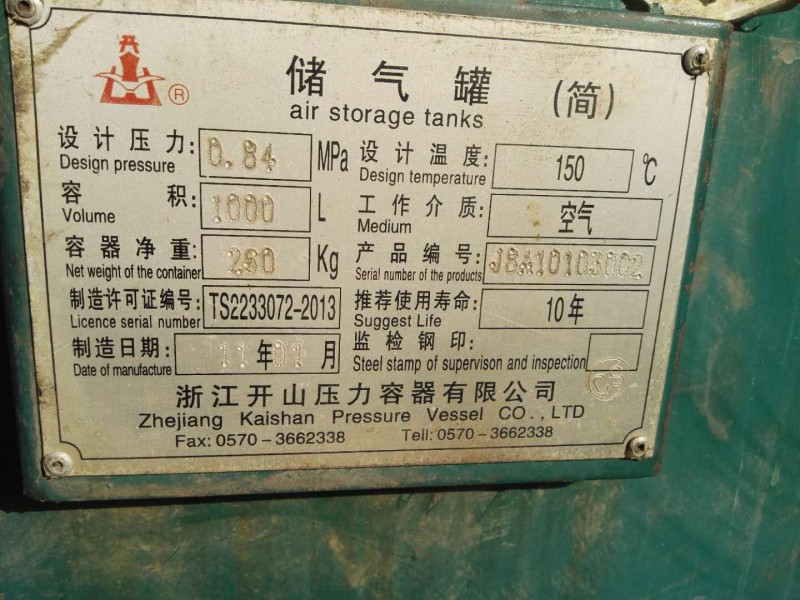 储气罐 (简)
air storage tanks
设计压力: 0.84 MPa 设计温度: 150 ℃
Design pressure Design temperature
容积: 1000 L 工作介质: 空气
Volume Medium
容器净重: 260 Kg 产品编号: J8A10103002
Net weight of the container Serial number of the products
制造许可证编号: TS2233072-2013 推荐使用寿命: 10年
Licence serial number Suggest Life
制造日期: 11年01月 监检钢印:
Date of manufacture Steel stamp of supervison and inspection
浙江开山压力容器有限公司
Zhejiang Kaishan Pressure Vessel CO.,LTD
Fax: 0570-3662338 Tell: 0570-3662338